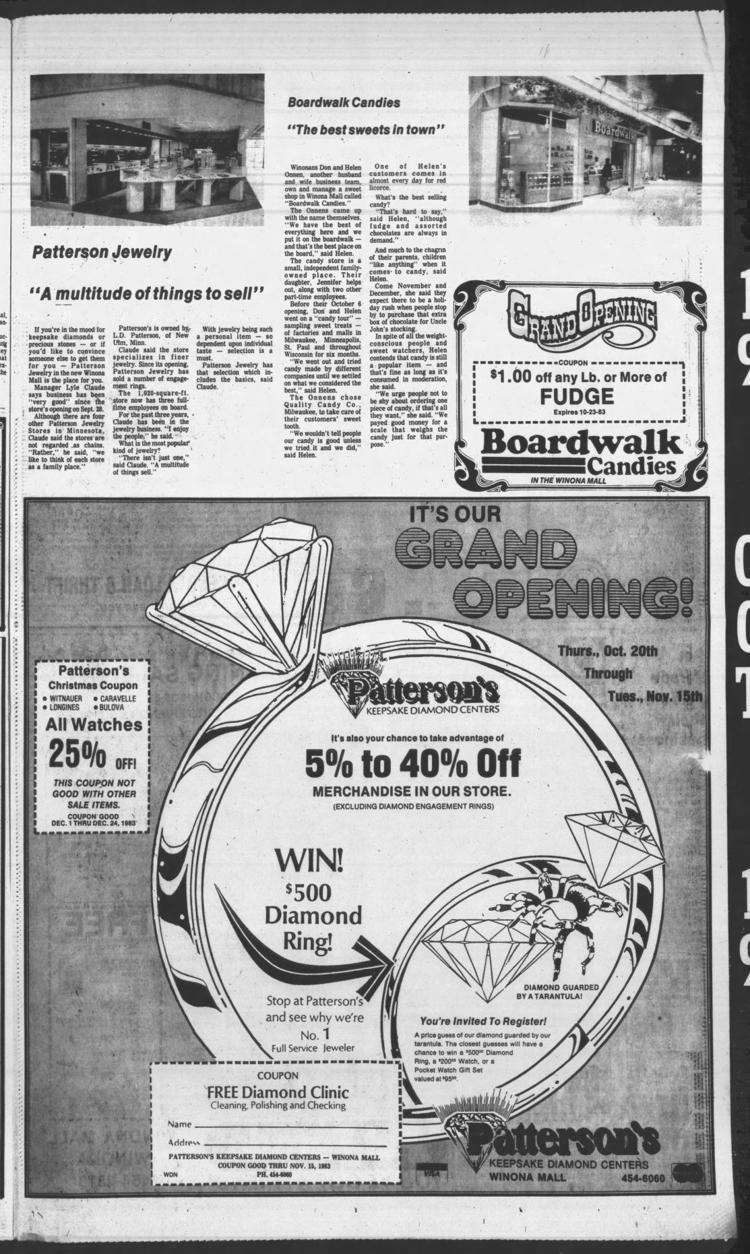 Patterson Jewelry
"A multitude of things to sell"
If you're in the mood for
keepsake diamonds or
precious stones — or if
you'd like to convince
someone else to get them
for you — Patterson
Jewelry in the new Winona
Mall is the place for you.
Manager Lyle Claude
says business has been
"very good" since the
store's opening on Sept. 28.
Although there are four
other Patterson Jewelry
Stores in Minnesota,
Claude said the stores are
not regarded as chains.
"Rather," he said, "we
like to think of each store
as a family place."
Patterson's is owned by
L.D. Patterson, of New
Ulm, Minn.
Claude said the store
specializes in finer
jewelry. Since its opening,
Patterson Jewelry has
sold a number of engage-
ment rings.
The 1,020-square-ft.
store now has three full-
time employees on board.
For the past three years,
Claude has been in the
jewelry business. "I enjoy
the people," he said.
What is the most popular
kind of jewelry?
"There isn't just one,"
said Claude. "A multitude
of things to sell."
With jewelry being such
a personal item — so
dependent upon individual
taste — selection is a
must.
Patterson Jewelry has
that selection which in-
cludes the basics, said
Claude.
Boardwalk Candies
"The best sweets in town"
Winonans Don and Helen
Onnen, another husband
and wife business team,
own and manage a sweet
shop in Winona Mall called
"Boardwalk Candies."
The Onnens came up
with the name themselves.
"We have the best of
everything here and we
put it on the boardwalk —
and that's the best place on
the board," said Helen.
The candy store is a
small, independent family-
owned place. Their
daughter, Jennifer helps
out, along with two other
part-time employees.
Before their October 6
opening, Don and Helen
went on a "candy tour" —
sampling sweet treats —
of factories and malls in
Milwaukee, Minneapolis,
St. Paul and throughout
Wisconsin for six months.
"We went out and tried
candy made by different
companies until we settled
on what we considered the
best," said Helen.
The Onnens chose
Quality Candy Co.,
Milwaukee, to take care of
their customers' sweet
tooth.
"We wouldn't tell people
our candy is good unless
we tried it and we did,"
said Helen.
One of Helen's
customers comes in
almost every day for red
licorice.
What's the best selling
candy?
"That's hard to say,"
said Helen, "although
fudge and assorted
chocolates are always in
demand."
And much to the chagrin
of their parents, children
"like anything" when it
comes to candy, said
Helen.
Come November and
December, she said they
expect there to be a holi-
day rush when people stop
by to purchase that extra
box of chocolate for Uncle
John's stocking.
In spite of all the weight-
conscious people and
sweet watchers, Helen
contends that candy is still
a popular item — and
that's fine as long as it's
consumed in moderation,
she said.
"We urge people not to
be shy about ordering one
piece of candy, if that's all
they want," she said. "We
payed good money for a
scale that weighs the
candy just for that pur-
pose."
Boardwalk
GRAND OPENING
COUPON
$1.00 off any Lb. or More of
FUDGE
Expires 10-23-83
Boardwalk
Candies
IN THE WINONA MALL
IT'S OUR
GRAND
OPENING!
Thurs., Oct. 20th
Through
Tues., Nov. 15th
Patterson's
Christmas Coupon
• WITNAUER • CARAVELLE
• LONGINES • BULOVA
All Watches
25% OFF!
THIS COUPON NOT
GOOD WITH OTHER
SALE ITEMS.
COUPON GOOD
DEC. 1 THRU DEC. 24, 1983
Patterson's
KEEPSAKE DIAMOND CENTERS
It's also your chance to take advantage of
5% to 40% Off
MERCHANDISE IN OUR STORE.
(EXCLUDING DIAMOND ENGAGEMENT RINGS)
WIN!
$500
Diamond
Ring!
Stop at Patterson's
and see why we're
No. 1
Full Service Jeweler
DIAMOND GUARDED
BY A TARANTULA!
You're Invited To Register!
A price guess of our diamond guarded by our
tarantula. The closest guesses will have a
chance to win a $500⁰⁰ Diamond
Ring, a $200⁰⁰ Watch, or a
Pocket Watch Gift Set
valued at $95⁰⁰.
COUPON
FREE Diamond Clinic
Cleaning, Polishing and Checking
Name
Address
PATTERSON'S KEEPSAKE DIAMOND CENTERS — WINONA MALL
COUPON GOOD THRU NOV. 15, 1983
WDN PH. 454-6060
Patterson's
KEEPSAKE DIAMOND CENTERS
WINONA MALL 454-6060
VISA